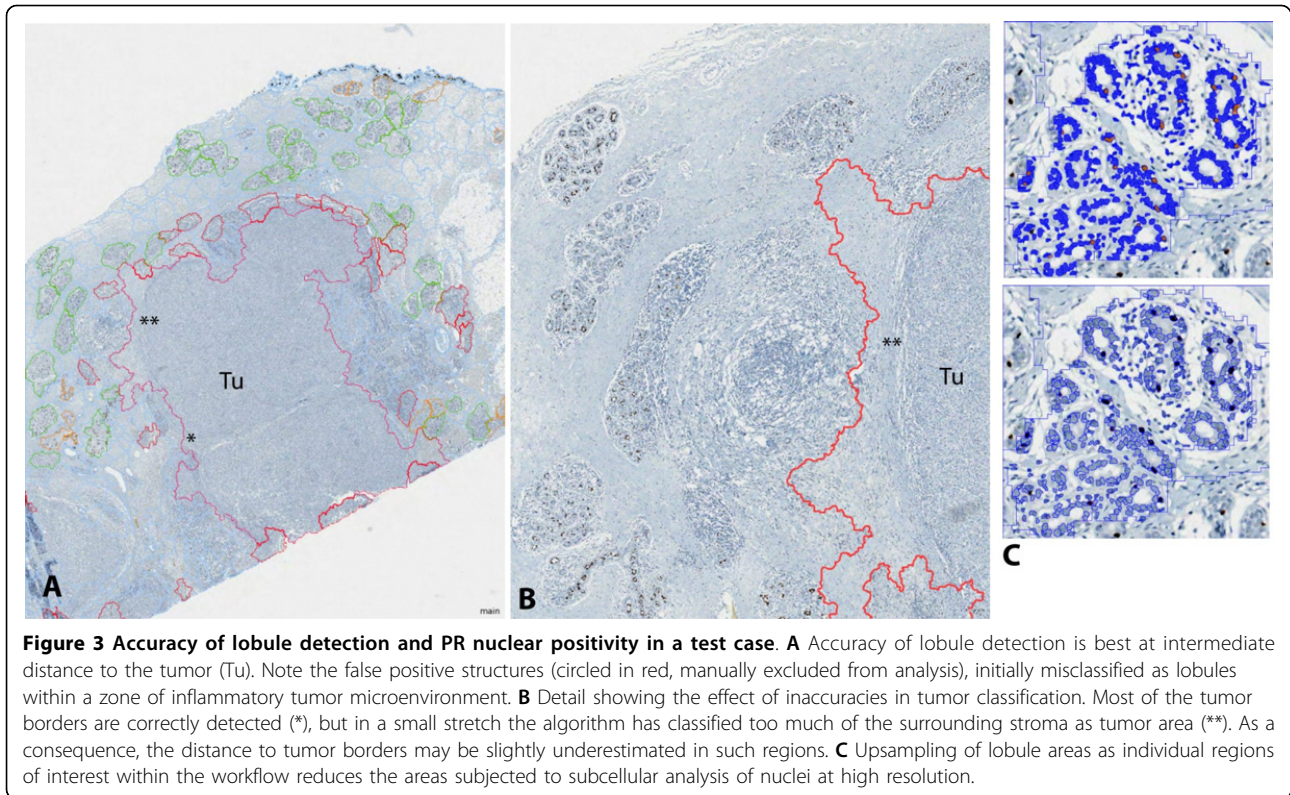 **
Tu
*
A
main
**
Tu
B
C
Figure 3 Accuracy of lobule detection and PR nuclear positivity in a test case. A Accuracy of lobule detection is best at intermediate
distance to the tumor (Tu). Note the false positive structures (circled in red, manually excluded from analysis), initially misclassified as lobules
within a zone of inflammatory tumor microenvironment. B Detail showing the effect of inaccuracies in tumor classification. Most of the tumor
borders are correctly detected (*), but in a small stretch the algorithm has classified too much of the surrounding stroma as tumor area (**). As a
consequence, the distance to tumor borders may be slightly underestimated in such regions. C Upsampling of lobule areas as individual regions
of interest within the workflow reduces the areas subjected to subcellular analysis of nuclei at high resolution.